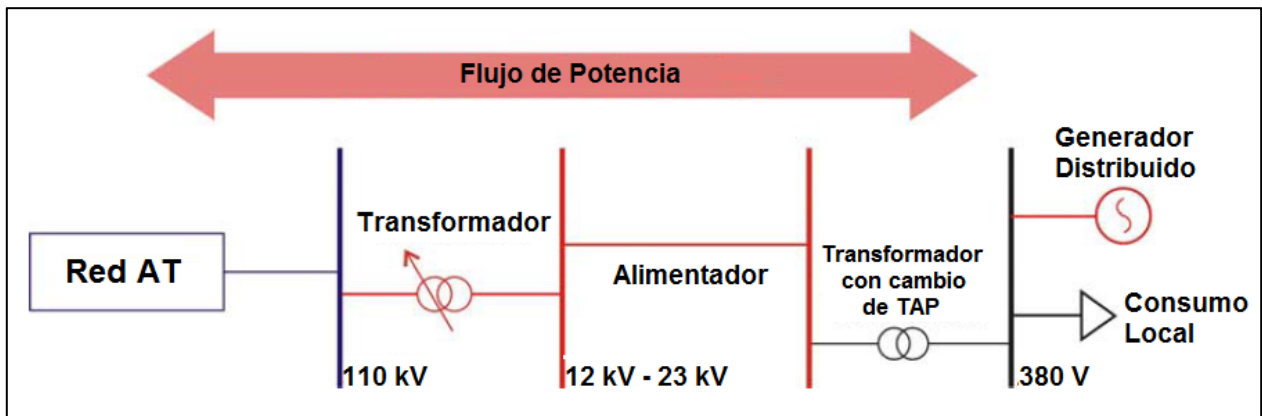 Flujo de Potencia
Generador
Distribuido
Transformador
Red AT
Alimentador
Transformador
con cambio
de TAP
Consumo
Local
110 kV
12 kV - 23 kV
.380 V